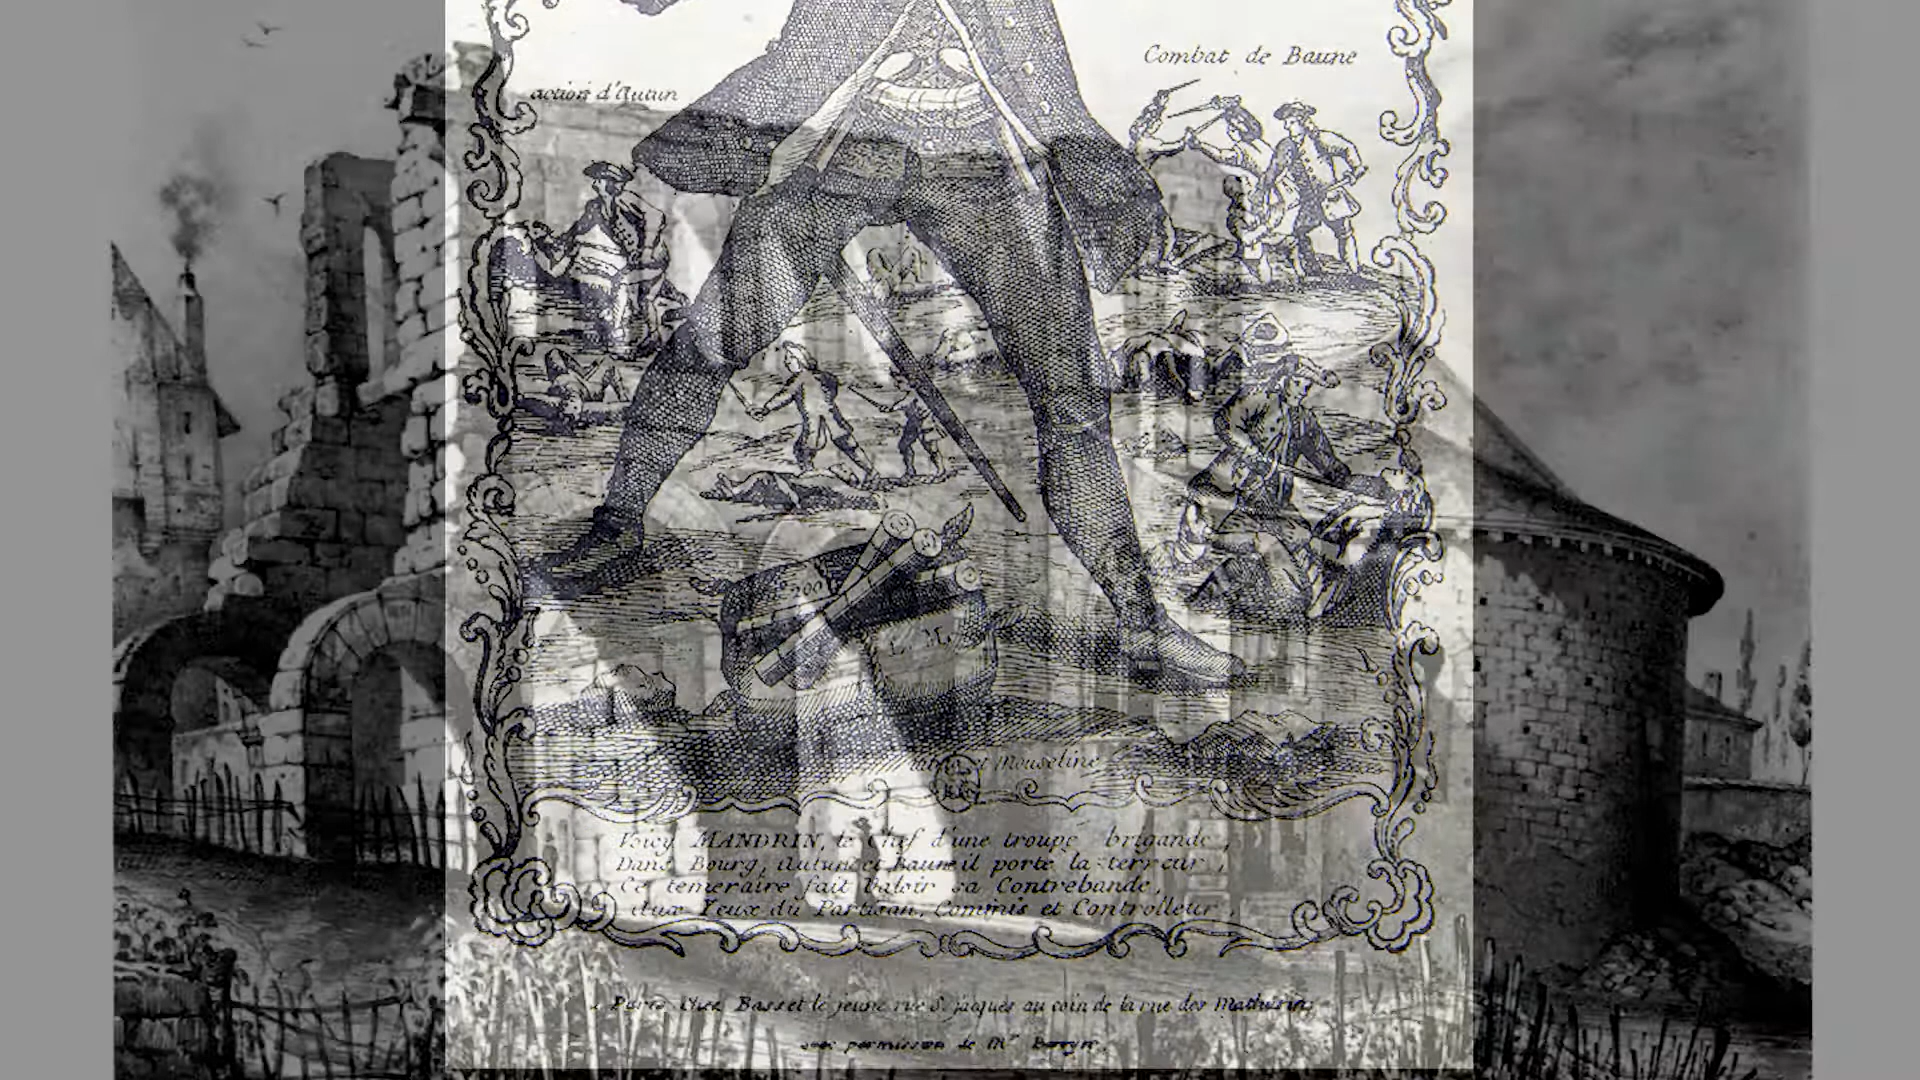 Combat de Baune
action d'Autun
200
L. M.
et Mouseline
Voicy MANDRIN, le Chef d'une troupe brigande,
Dans Bourg, Autun et Baune il porte la terreur,
Ce temeraire fait Valoir sa Contrebande,
Aux Yeux du Partisan, Commis et Controlleur,
a Paris Chez Basset le jeune rue S. jacques au coin de la rue des Mathurins
avec permission de Mr